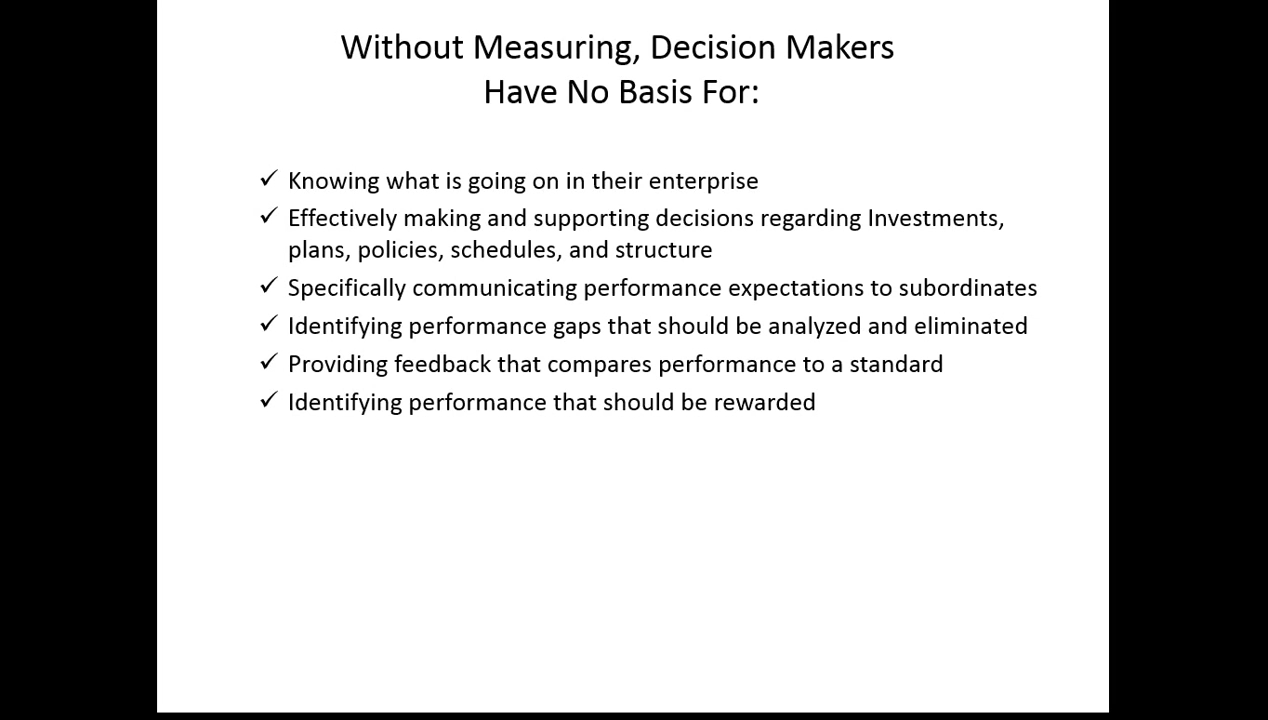 Without Measuring, Decision Makers
Have No Basis For:
✓ Knowing what is going on in their enterprise
✓ Effectively making and supporting decisions regarding Investments,
plans, policies, schedules, and structure
✓ Specifically communicating performance expectations to subordinates
✓ Identifying performance gaps that should be analyzed and eliminated
✓ Providing feedback that compares performance to a standard
✓ Identifying performance that should be rewarded